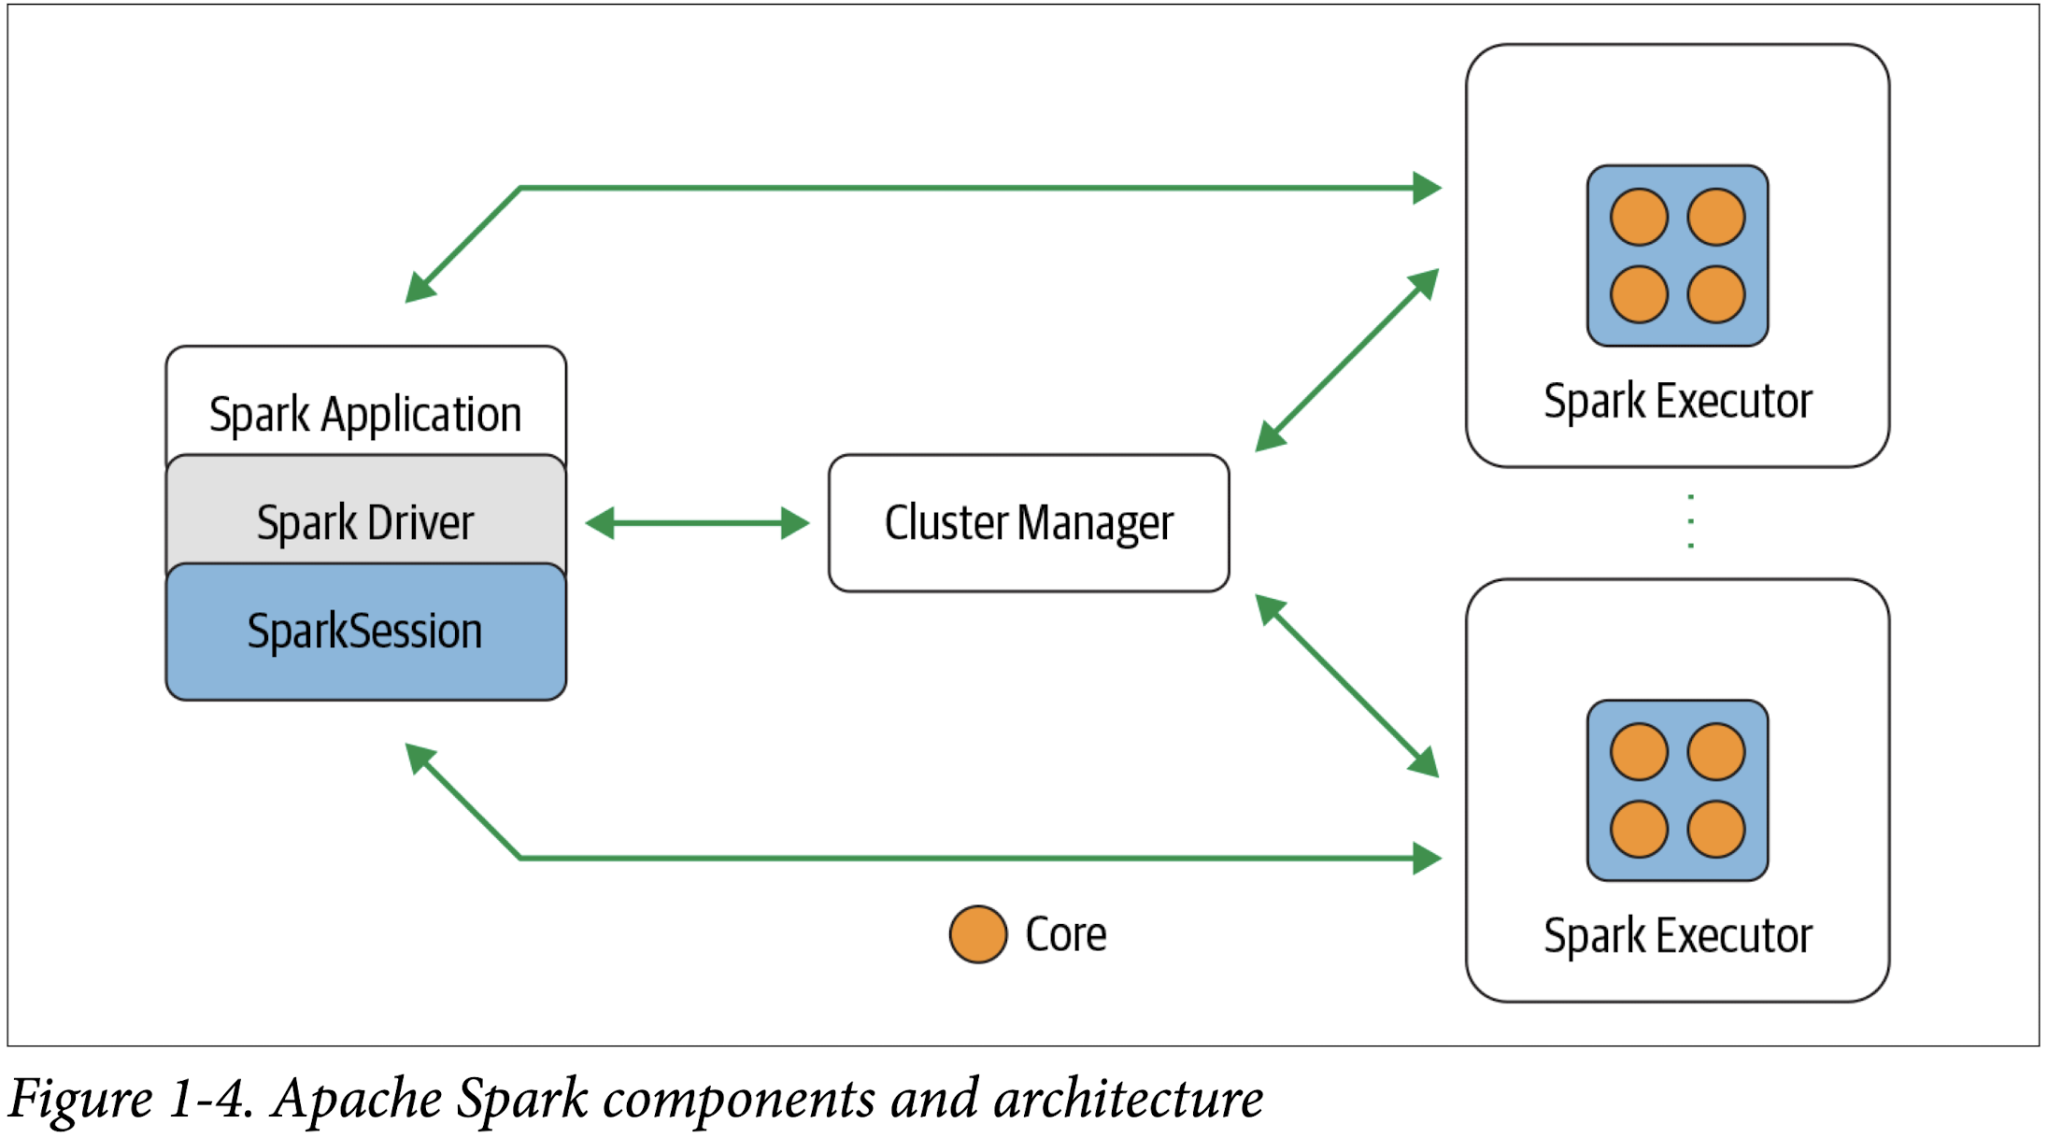 Spark Application
Spark Driver
SparkSession
Cluster Manager
Spark Executor
Spark Executor
Core
Figure 1-4. Apache Spark components and architecture